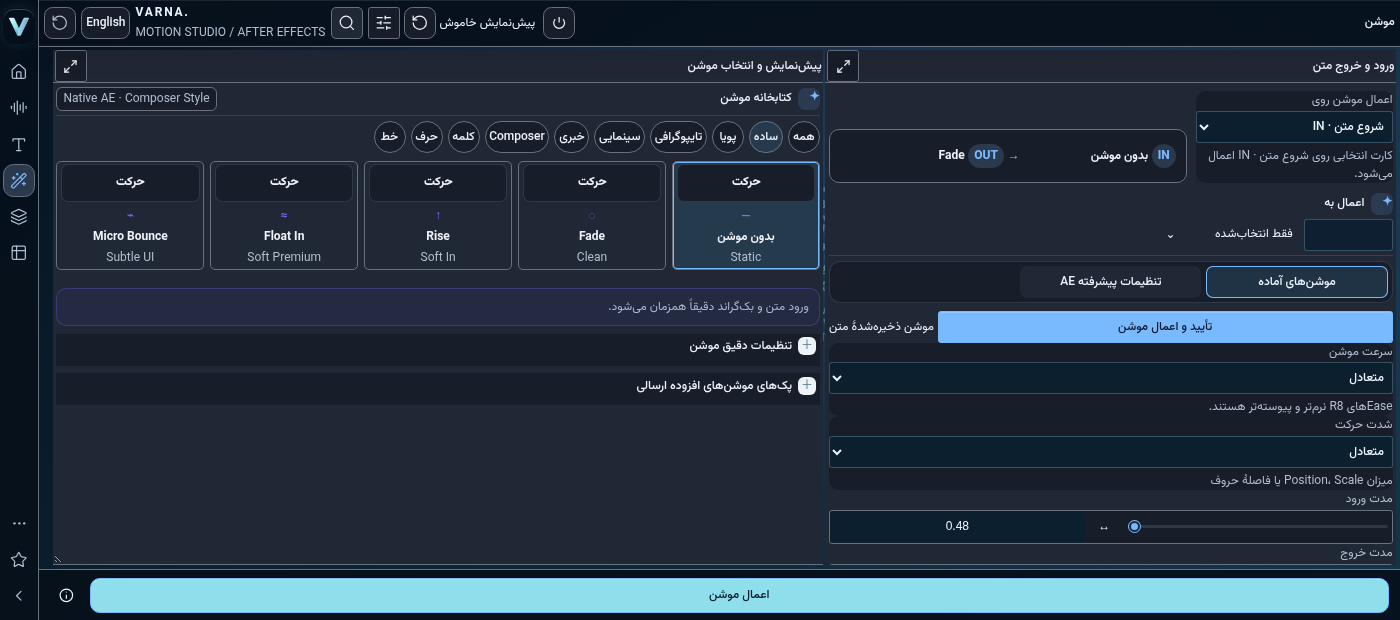 موشن
پیش‌نمایش خاموش
English
VARNA.
MOTION STUDIO / AFTER EFFECTS
ورود و خروج متن
اعمال موشن روی
شروع متن · IN
کارت انتخابی روی شروع متن · IN اعمال
می‌شود.
IN بدون موشن → OUT Fade
اعمال به
فقط انتخاب‌شده
موشن‌های آماده
تنظیمات پیشرفته AE
تأیید و اعمال موشن
موشن ذخیره‌شدهٔ متن
سرعت موشن
متعادل
Easeهای R8 نرم‌تر و پیوسته‌تر هستند.
شدت حرکت
متعادل
میزان Position، Scale یا فاصلهٔ حروف
مدت ورود
↔ 0.48
مدت خروج
پیش‌نمایش و انتخاب موشن
کتابخانه موشن
Native AE · Composer Style
همه
ساده
پویا
تایپوگرافی
سینمایی
خبری
Composer
کلمه
حرف
خط
حرکت
بدون موشن
Static
حرکت
Fade
Clean
حرکت
↑
Rise
Soft In
حرکت
≈
Float In
Soft Premium
حرکت
Micro Bounce
Subtle UI
ورود متن و بک‌گراند دقیقاً همزمان می‌شود.
+ تنظیمات دقیق موشن
+ پک‌های موشن‌های افزوده ارسالی
اعمال موشن